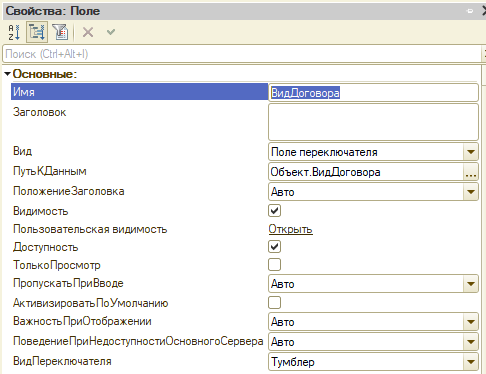 Свойства: Поле
Поиск (Ctrl+Alt+I)
Основные:
Имя ВидДоговора
Заголовок
Вид Поле переключателя
ПутьКДанным Объект.ВидДоговора ...
ПоложениеЗаголовка Авто
Видимость
Пользовательская видимость Открыть
Доступность
ТолькоПросмотр
ПропускатьПриВводе Авто
АктивизироватьПоУмолчанию
ВажностьПриОтображении Авто
ПоведениеПриНедоступностиОсновногоСервера Авто
ВидПереключателя Тумблер